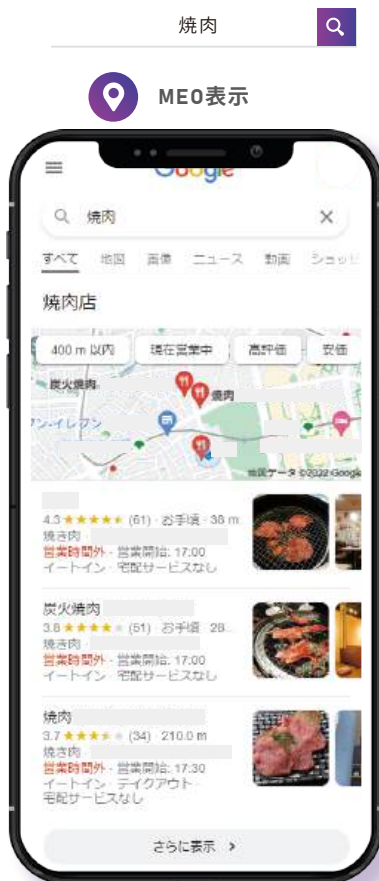 焼肉
MEO表示
Google
焼肉
すべて 地図 画像 ニュース 動画 ショッピ
焼肉店
400 m 以内 現在営業中 高評価 安価
炭火焼肉
焼肉
ン-イレブン
地図データ ©2022 Google
4.3 ★★★★★ (61) · お手頃 · 38 m
焼き肉 ·
営業時間外 · 営業開始: 17:00
イートイン · 宅配サービスなし
炭火焼肉
3.8 ★★★★★ (51) · お手頃 · 28...
焼き肉 ·
営業時間外 · 営業開始: 17:00
イートイン · 宅配サービスなし
焼肉
3.7 ★★★★★ (34) · 210.0 m
焼き肉 ·
営業時間外 · 営業開始: 17:30
イートイン · テイクアウト ·
宅配サービスなし
さらに表示 >